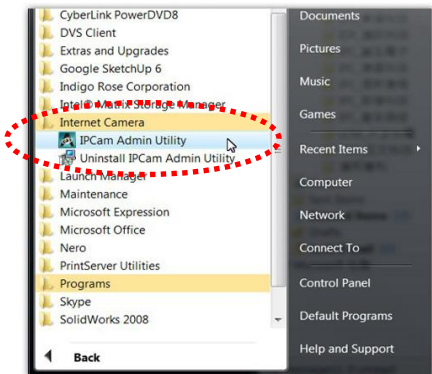 CyberLink PowerDVD8
DVS Client
Extras and Upgrades
Google SketchUp 6
Indigo Rose Corporation
Intel® Matrix Storage Manager
Internet Camera
IPCam Admin Utility
Uninstall IPCam Admin Utility
Launch Manager
Maintenance
Microsoft Expression
Microsoft Office
Nero
PrintServer Utilities
Programs
Skype
SolidWorks 2008
Back
Documents
Pictures
Music
Games
Recent Items
Computer
Network
Connect To
Control Panel
Default Programs
Help and Support